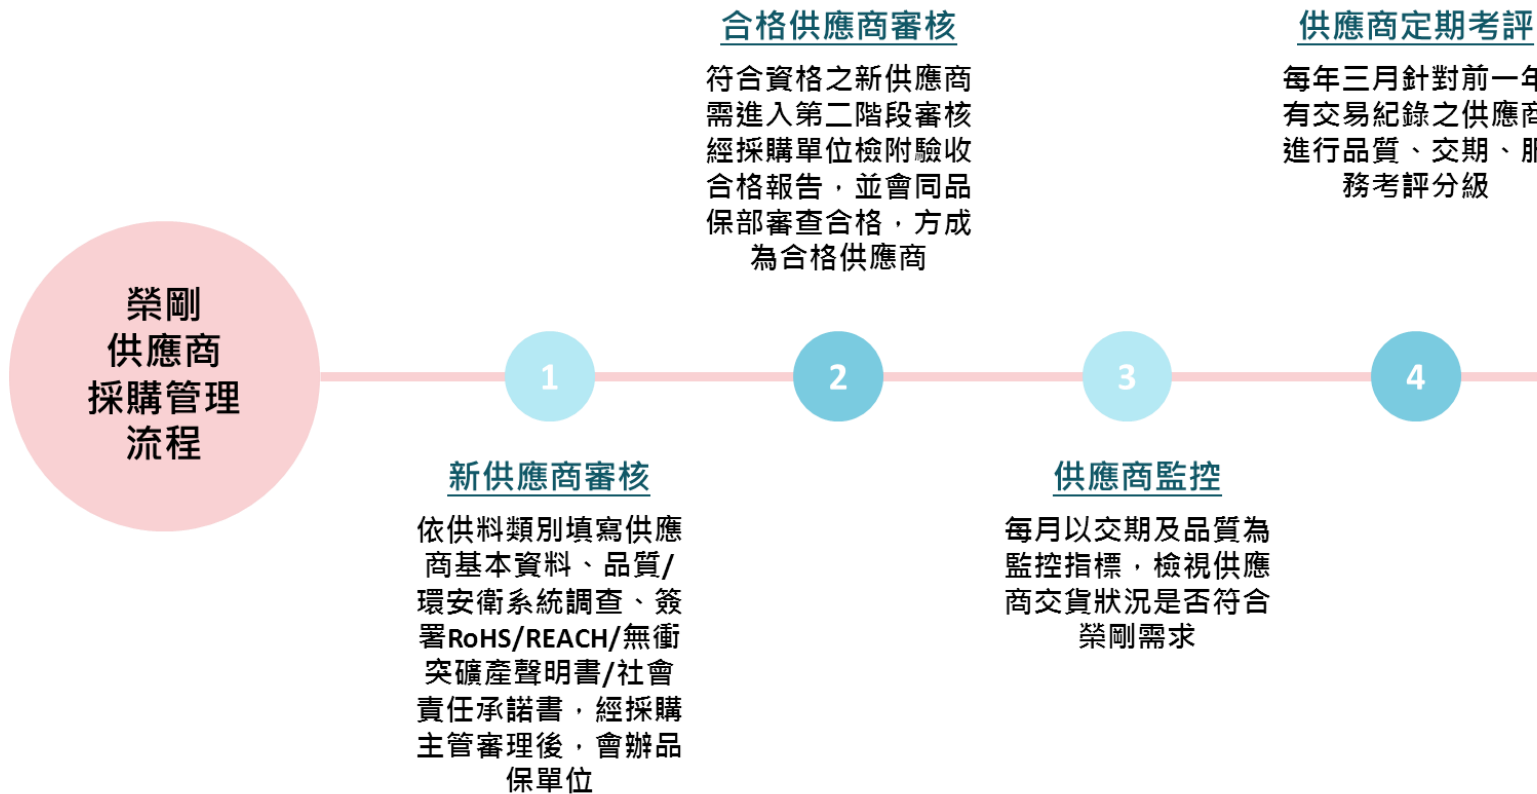 榮剛
供應商
採購管理
流程
1
新供應商審核
依供料類別填寫供應
商基本資料、品質/
環安衛系統調查、簽
署RoHS/REACH/無衝
突礦產聲明書/社會
責任承諾書，經採購
主管審理後，會辦品
保單位
2
合格供應商審核
符合資格之新供應商
需進入第二階段審核
經採購單位檢附驗收
合格報告，並會同品
保部審查合格，方成
為合格供應商
3
供應商監控
每月以交期及品質為
監控指標，檢視供應
商交貨狀況是否符合
榮剛需求
4
供應商定期考評
每年三月針對前一年
有交易紀錄之供應商
進行品質、交期、服
務考評分級